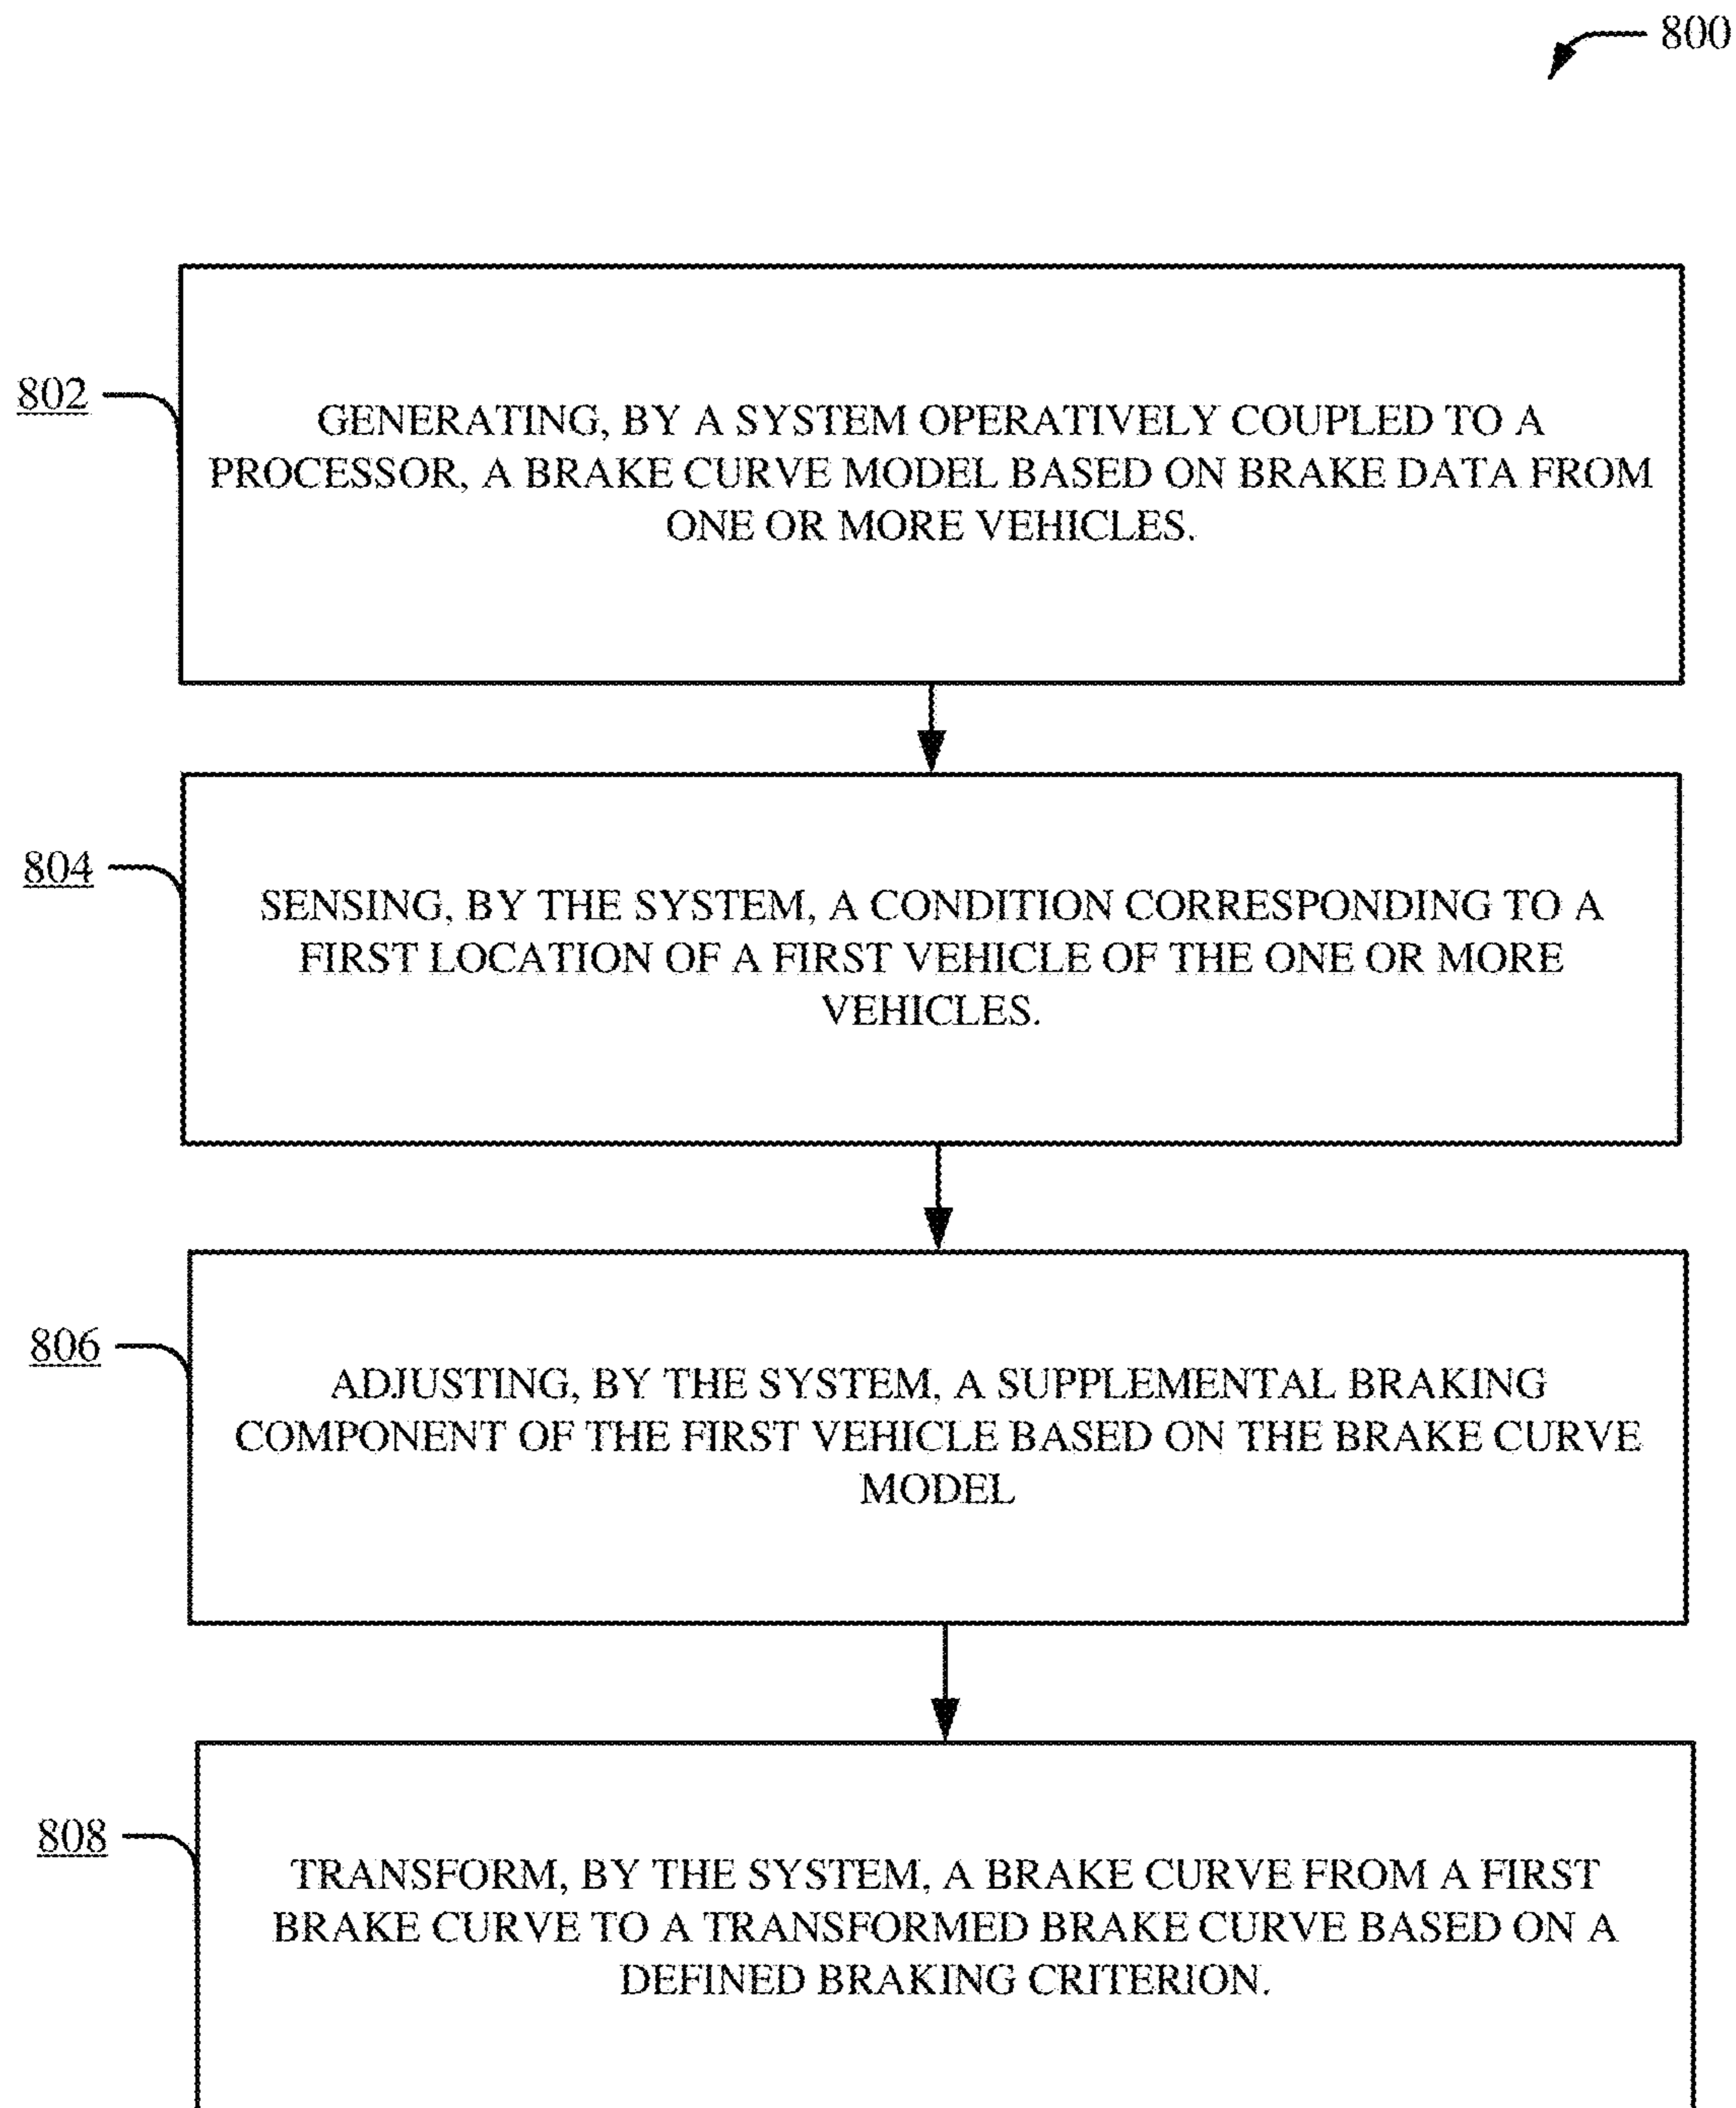 800
802
GENERATING, BY A SYSTEM OPERATIVELY COUPLED TO A
PROCESSOR, A BRAKE CURVE MODEL BASED ON BRAKE DATA FROM
ONE OR MORE VEHICLES.
804
SENSING, BY THE SYSTEM, A CONDITION CORRESPONDING TO A
FIRST LOCATION OF A FIRST VEHICLE OF THE ONE OR MORE
VEHICLES.
806
ADJUSTING, BY THE SYSTEM, A SUPPLEMENTAL BRAKING
COMPONENT OF THE FIRST VEHICLE BASED ON THE BRAKE CURVE
MODEL
808
TRANSFORM, BY THE SYSTEM, A BRAKE CURVE FROM A FIRST
BRAKE CURVE TO A TRANSFORMED BRAKE CURVE BASED ON A
DEFINED BRAKING CRITERION.